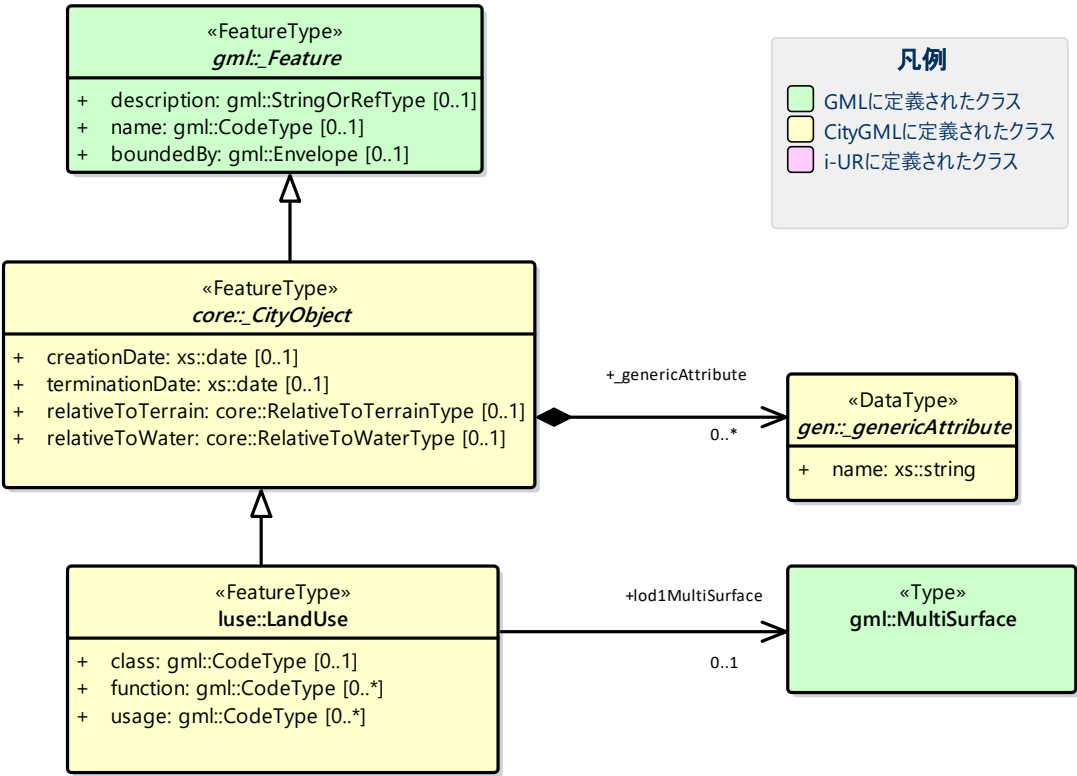 «FeatureType»
gml::_Feature
+ description: gml::StringOrRefType [0..1]
+ name: gml::CodeType [0..1]
+ boundedBy: gml::Envelope [0..1]
凡例
GMLに定義されたクラス
CityGMLに定義されたクラス
i-URに定義されたクラス
«FeatureType»
core::_CityObject
+ creationDate: xs::date [0..1]
+ terminationDate: xs::date [0..1]
+ relativeToTerrain: core::RelativeToTerrainType [0..1]
+ relativeToWater: core::RelativeToWaterType [0..1]
+_genericAttribute
0..*
«DataType»
gen::_genericAttribute
+ name: xs::string
«FeatureType»
luse::LandUse
+ class: gml::CodeType [0..1]
+ function: gml::CodeType [0..*]
+ usage: gml::CodeType [0..*]
+lod1MultiSurface
0..1
«Type»
gml::MultiSurface